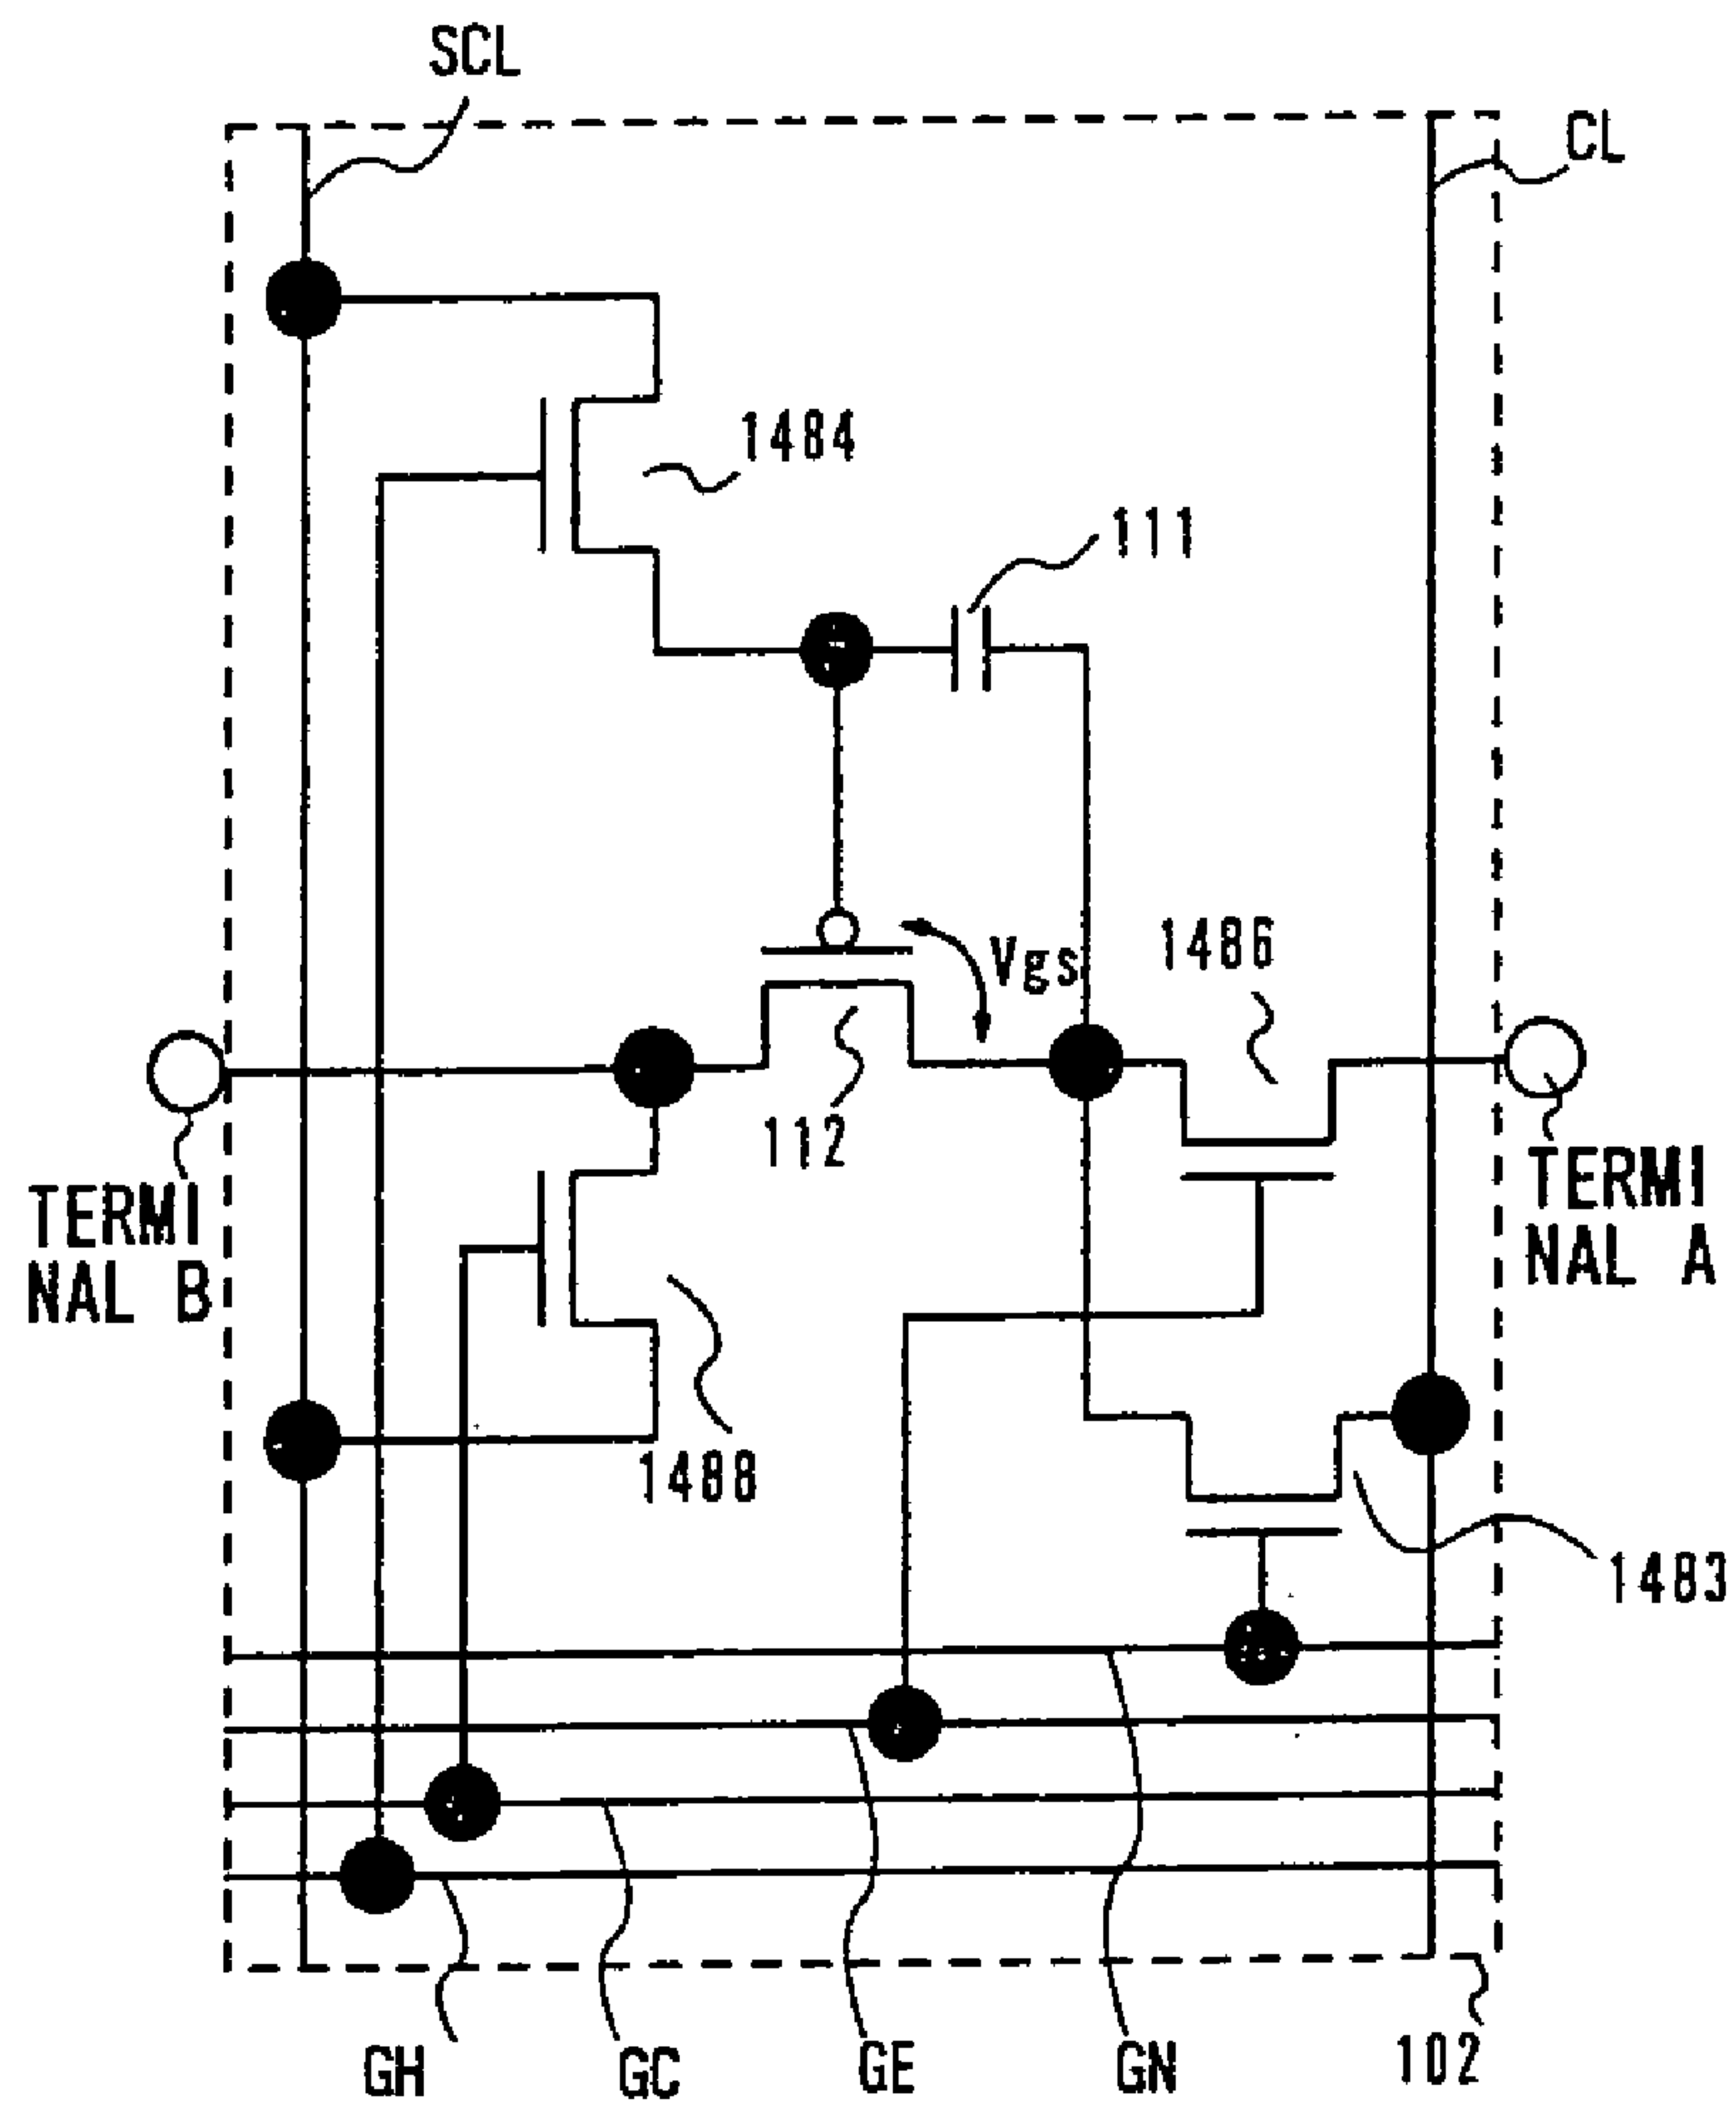 SCL
CL
1484
111
Vgs
1486
112
TERMI
NAL B
TERMI
NAL A
1488
1483
GH
GC
GE
GN
102